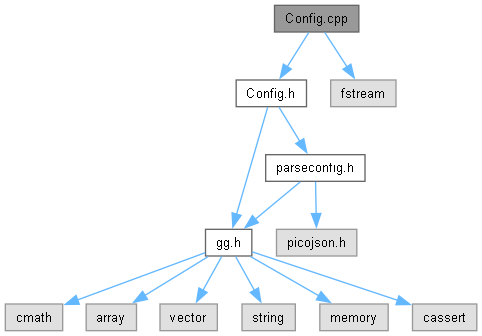 Config.cpp
Config.h
fstream
parseconfig.h
gg.h
picojson.h
cmath
array
vector
string
memory
cassert